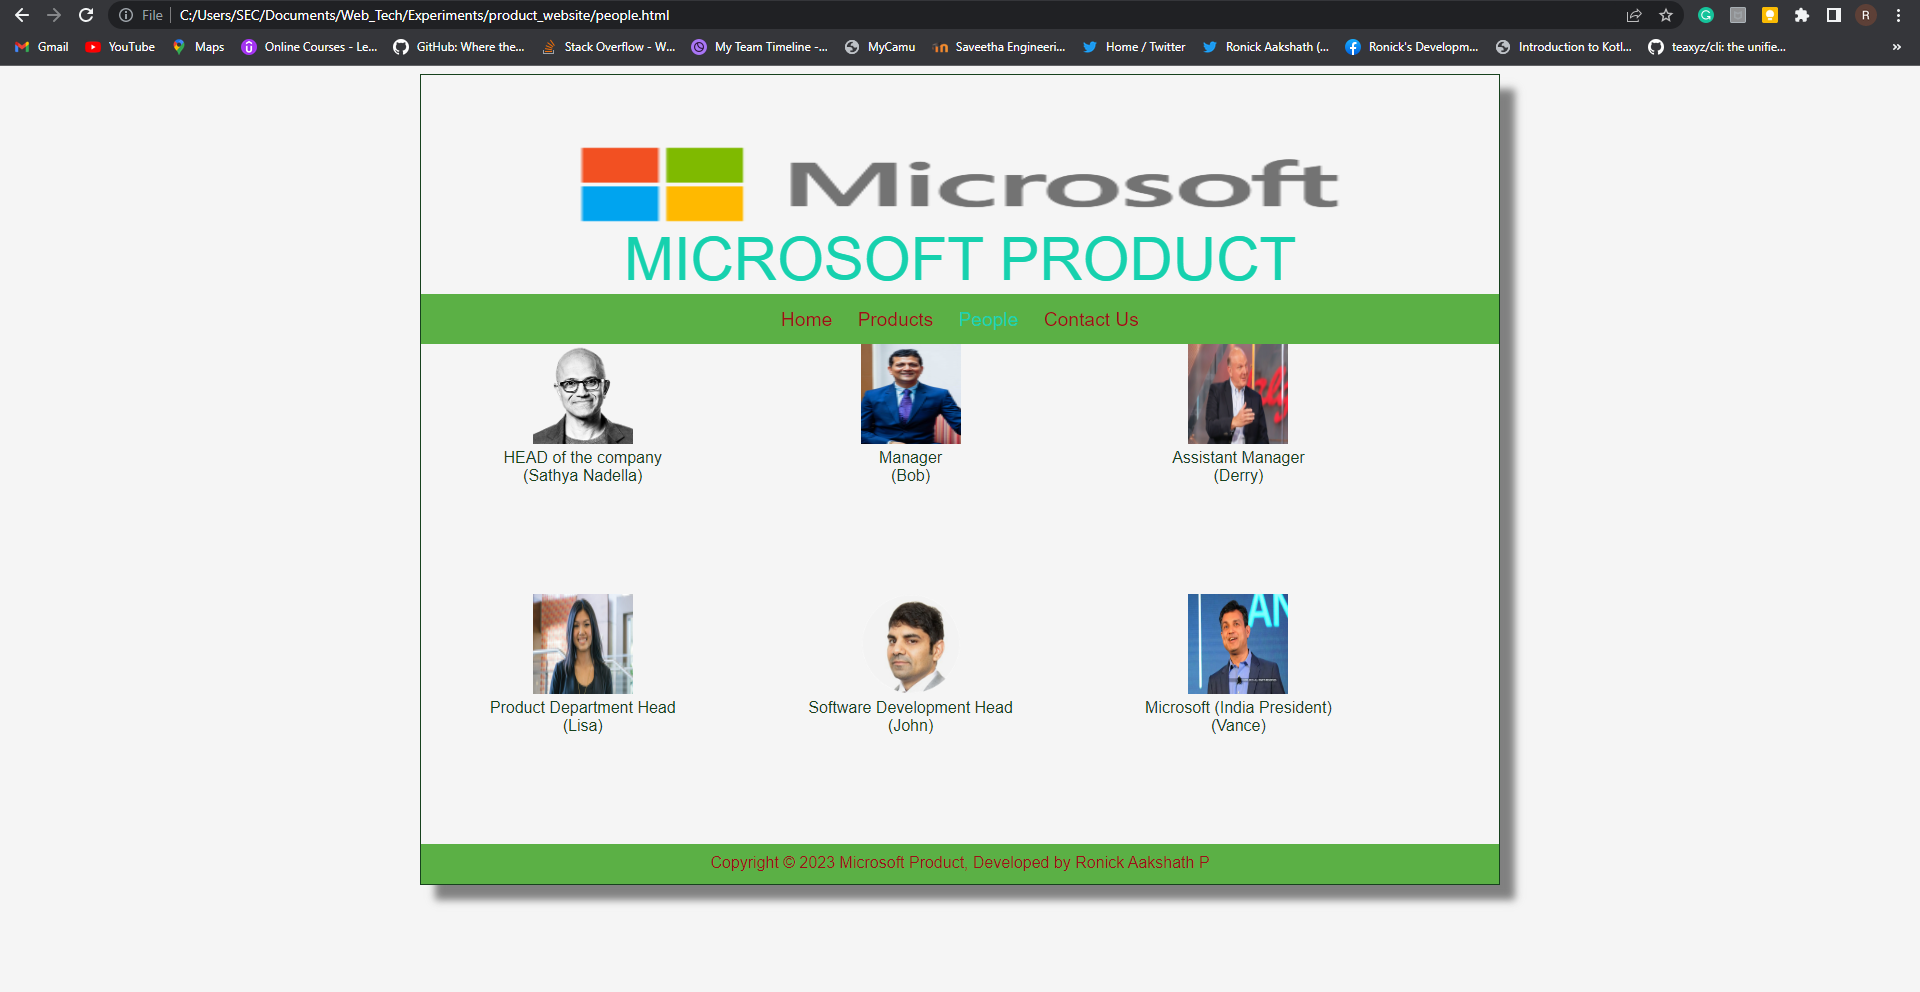 File C:/Users/SEC/Documents/Web_Tech/Experiments/product_website/people.html R
Gmail YouTube Maps Online Courses - Le... GitHub: Where the... Stack Overflow - W... My Team Timeline -... MyCamu Saveetha Engineeri... Home / Twitter Ronick Aakshath (... Ronick's Developm... Introduction to Kotl... teaxyz/cli: the unifie... »
Microsoft
MICROSOFT PRODUCT
Home Products People Contact Us
HEAD of the company Manager Assistant Manager
(Sathya Nadella) (Bob) (Derry)
AN
Product Department Head Software Development Head Microsoft (India President)
(Lisa) (John) (Vance)
Copyright © 2023 Microsoft Product, Developed by Ronick Aakshath P